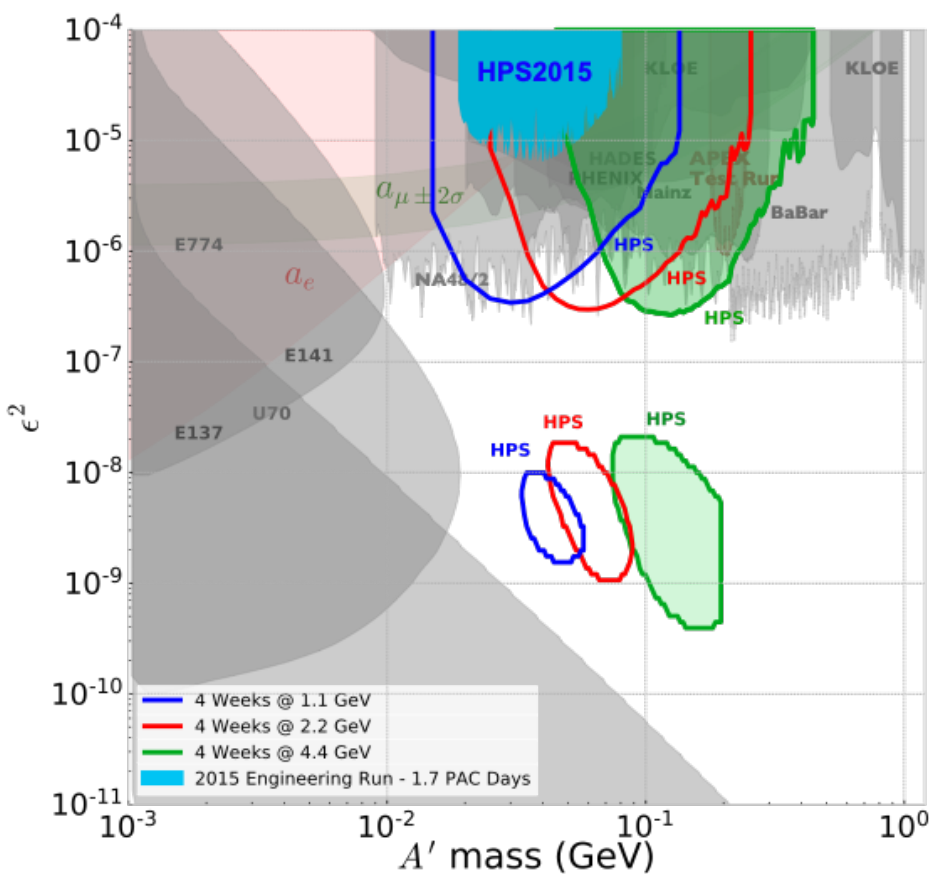 10⁻⁴
10⁻⁵
10⁻⁶
10⁻⁷
10⁻⁸
10⁻⁹
10⁻¹⁰
10⁻¹¹
ϵ²
HPS2015
KLOE
KLOE
HADES
APEX
PHENIX
Test Run
Mainz
a_μ ± 2σ
BaBar
E774
HPS
a_e
NA48/2
HPS
HPS
E141
U70
E137
HPS
HPS
HPS
4 Weeks @ 1.1 GeV
4 Weeks @ 2.2 GeV
4 Weeks @ 4.4 GeV
2015 Engineering Run - 1.7 PAC Days
10⁻³ 10⁻² 10⁻¹ 10⁰
A′ mass (GeV)